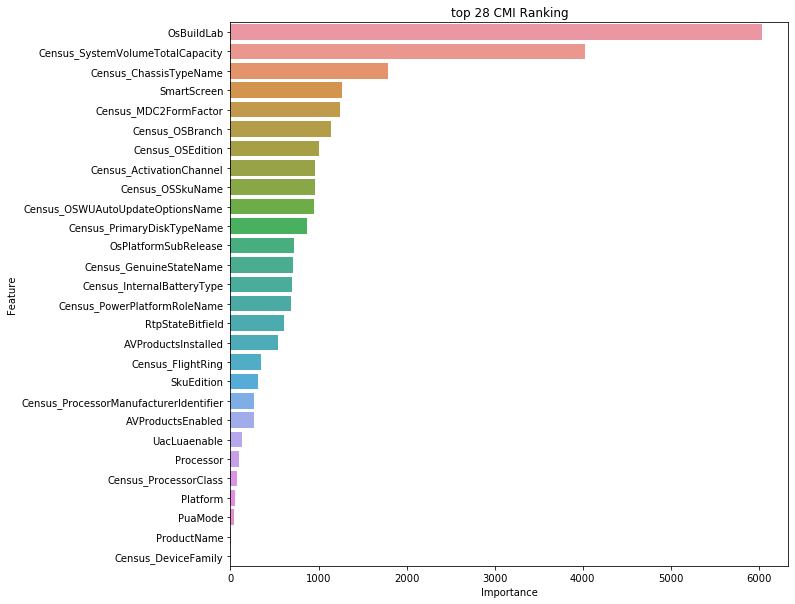 top 28 CMI Ranking
Feature
OsBuildLab
Census_SystemVolumeTotalCapacity
Census_ChassisTypeName
SmartScreen
Census_MDC2FormFactor
Census_OSBranch
Census_OSEdition
Census_ActivationChannel
Census_OSSkuName
Census_OSWUAutoUpdateOptionsName
Census_PrimaryDiskTypeName
OsPlatformSubRelease
Census_GenuineStateName
Census_InternalBatteryType
Census_PowerPlatformRoleName
RtpStateBitfield
AVProductsInstalled
Census_FlightRing
SkuEdition
Census_ProcessorManufacturerIdentifier
AVProductsEnabled
UacLuaenable
Processor
Census_ProcessorClass
Platform
PuaMode
ProductName
Census_DeviceFamily
0 1000 2000 3000 4000 5000 6000
Importance